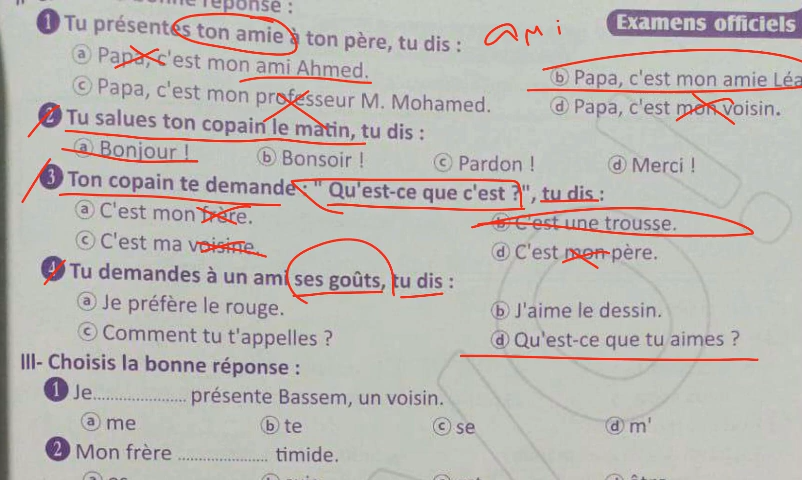 réponse :
Examens officiels
1 Tu présentes ton amie à ton père, tu dis : ami
a Papa, c'est mon ami Ahmed.
b Papa, c'est mon amie Léa
c Papa, c'est mon professeur M. Mohamed.
d Papa, c'est mon voisin.
2 Tu salues ton copain le matin, tu dis :
a Bonjour ! b Bonsoir ! c Pardon ! d Merci !
3 Ton copain te demande : " Qu'est-ce que c'est ?", tu dis :
a C'est mon frère.
b C'est une trousse.
c C'est ma voisine.
d C'est mon père.
4 Tu demandes à un ami ses goûts, tu dis :
a Je préfère le rouge.
b J'aime le dessin.
c Comment tu t'appelles ?
d Qu'est-ce que tu aimes ?
III- Choisis la bonne réponse :
1 Je..................... présente Bassem, un voisin.
a me b te c se d m'
2 Mon frère .................... timide.